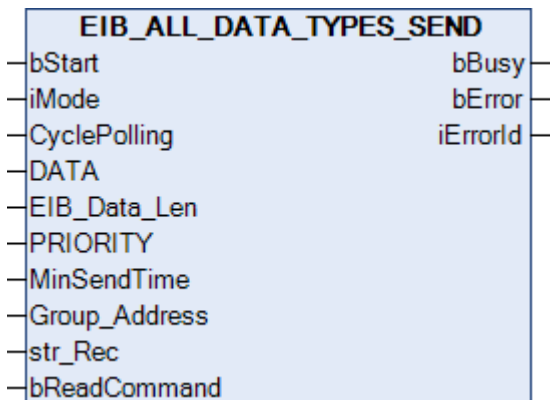 EIB_ALL_DATA_TYPES_SEND
bStart bBusy
iMode bError
CyclePolling iErrorId
DATA
EIB_Data_Len
PRIORITY
MinSendTime
Group_Address
str_Rec
bReadCommand